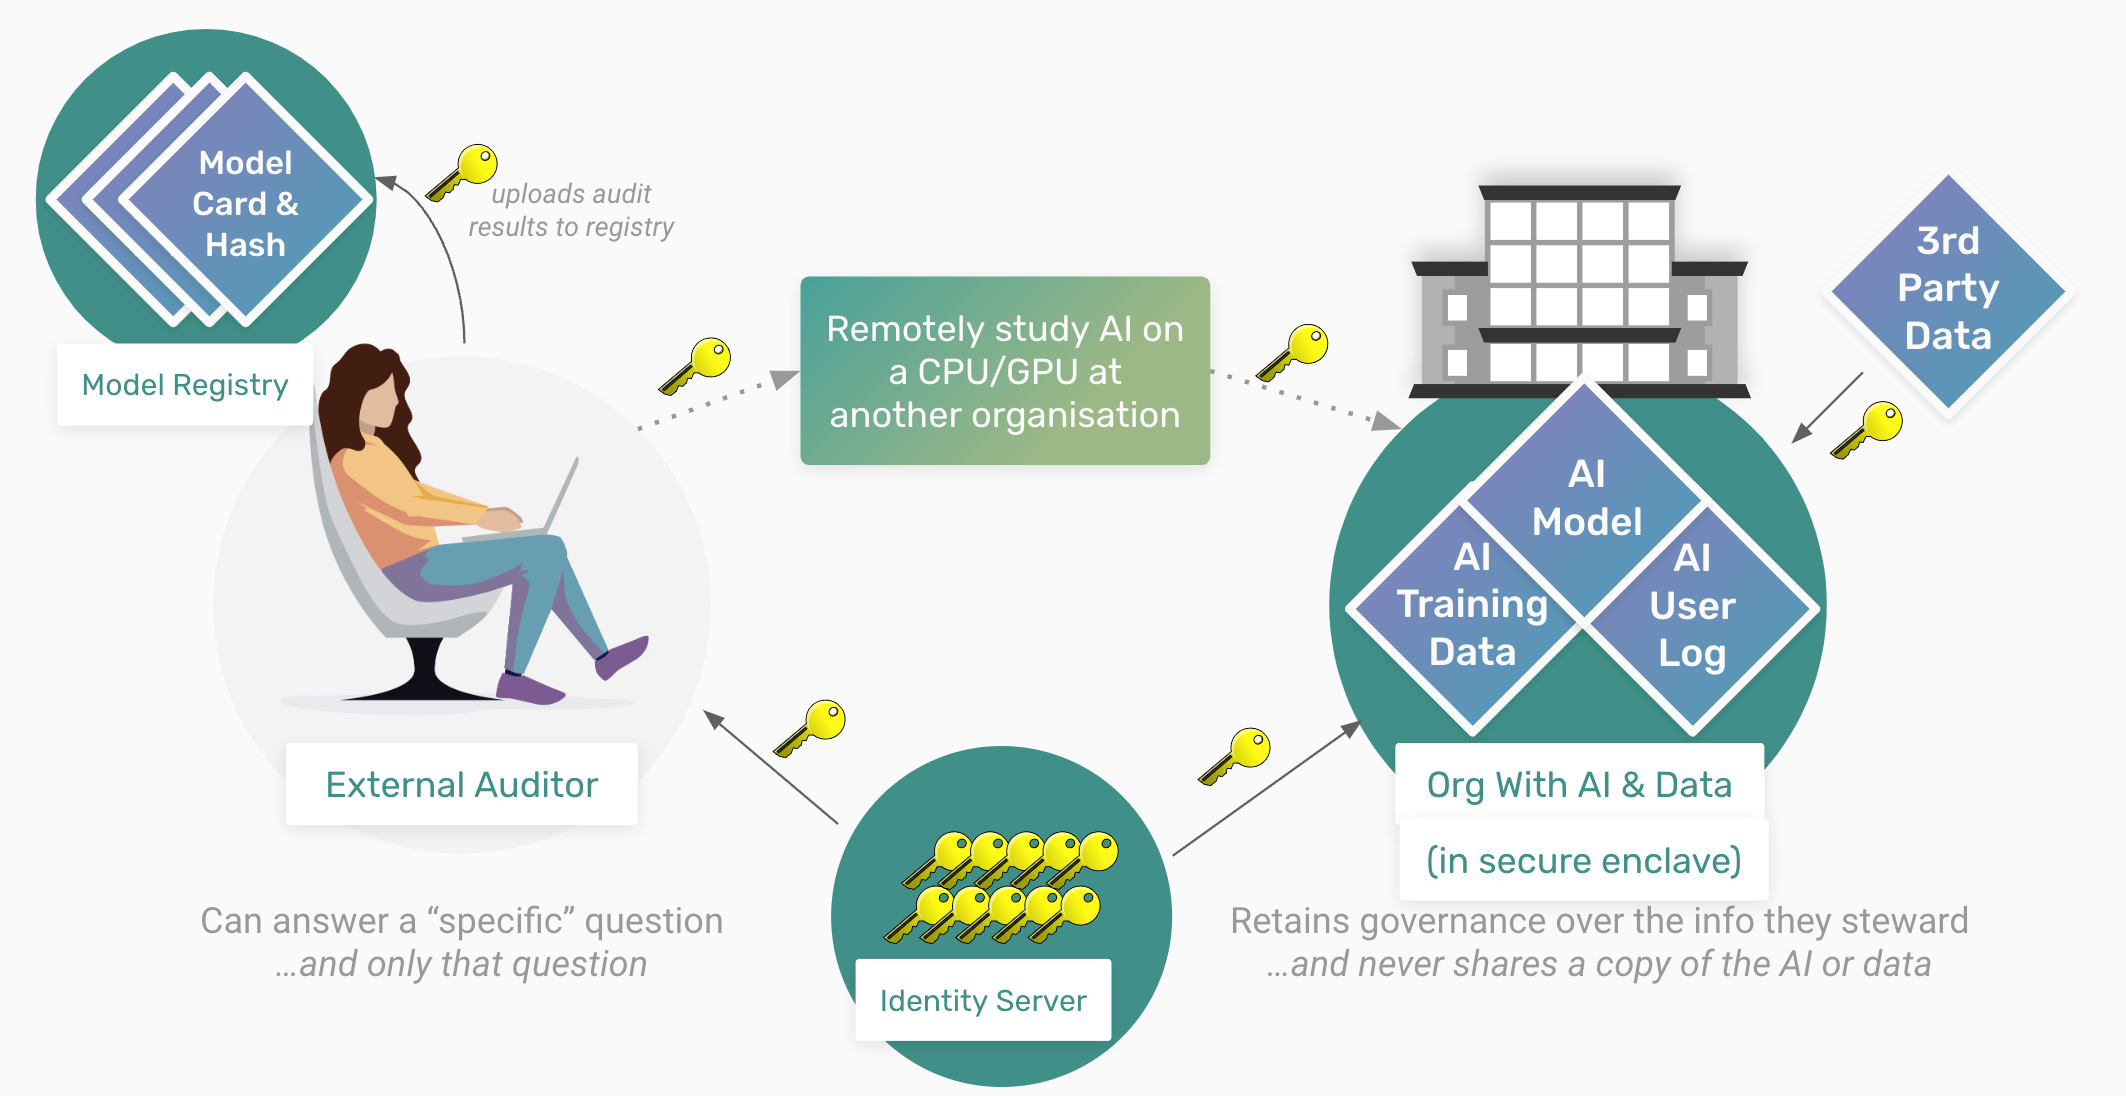 Model
Card &
Hash
Model Registry
uploads audit
results to registry
Remotely study AI on
a CPU/GPU at
another organisation
3rd
Party
Data
AI
Model
AI
Training
Data
AI
User
Log
External Auditor
Can answer a “specific” question
…and only that question
Identity Server
Org With AI & Data
(in secure enclave)
Retains governance over the info they steward
…and never shares a copy of the AI or data